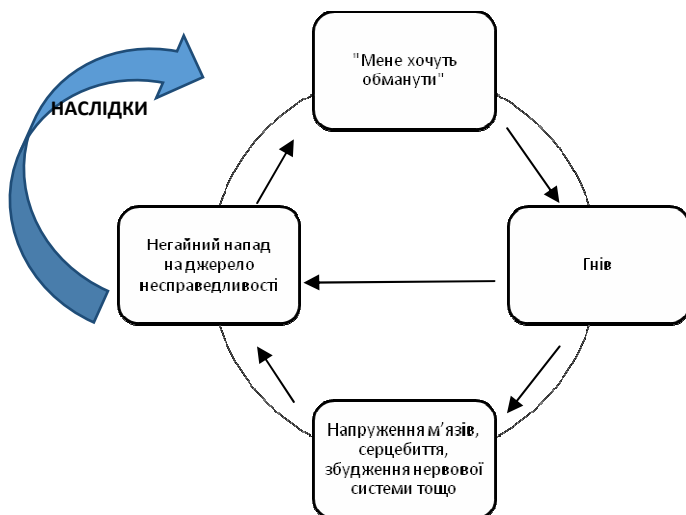 "Мене хочуть
обманути"
НАСЛІДКИ
Негайний напад
на джерело
несправедливості
Гнів
Напруження м’язів,
серцебиття,
збудження нервової
системи тощо